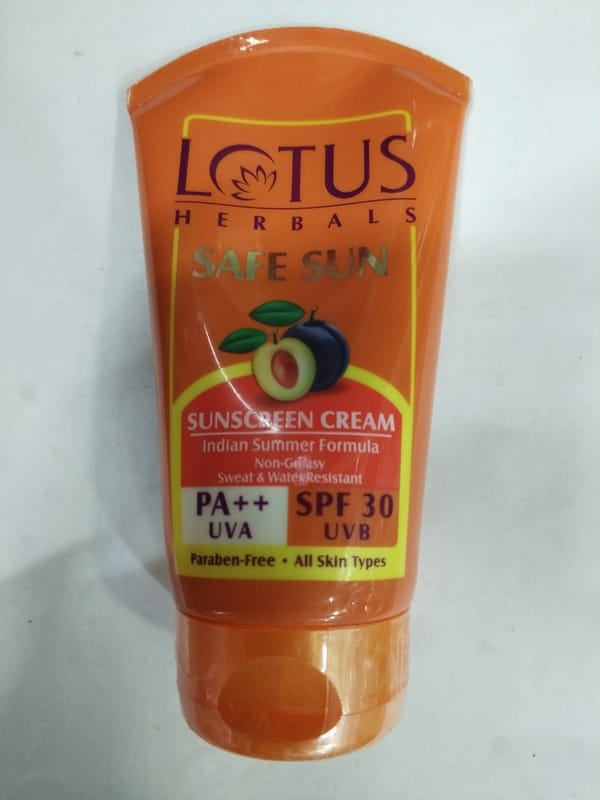 LOTUS
HERBALS
SAFE SUN
SUNSCREEN CREAM
Indian Summer Formula
Non-Greasy
Sweat & Water Resistant
PA++ SPF 30
UVA UVB
Paraben-Free • All Skin Types